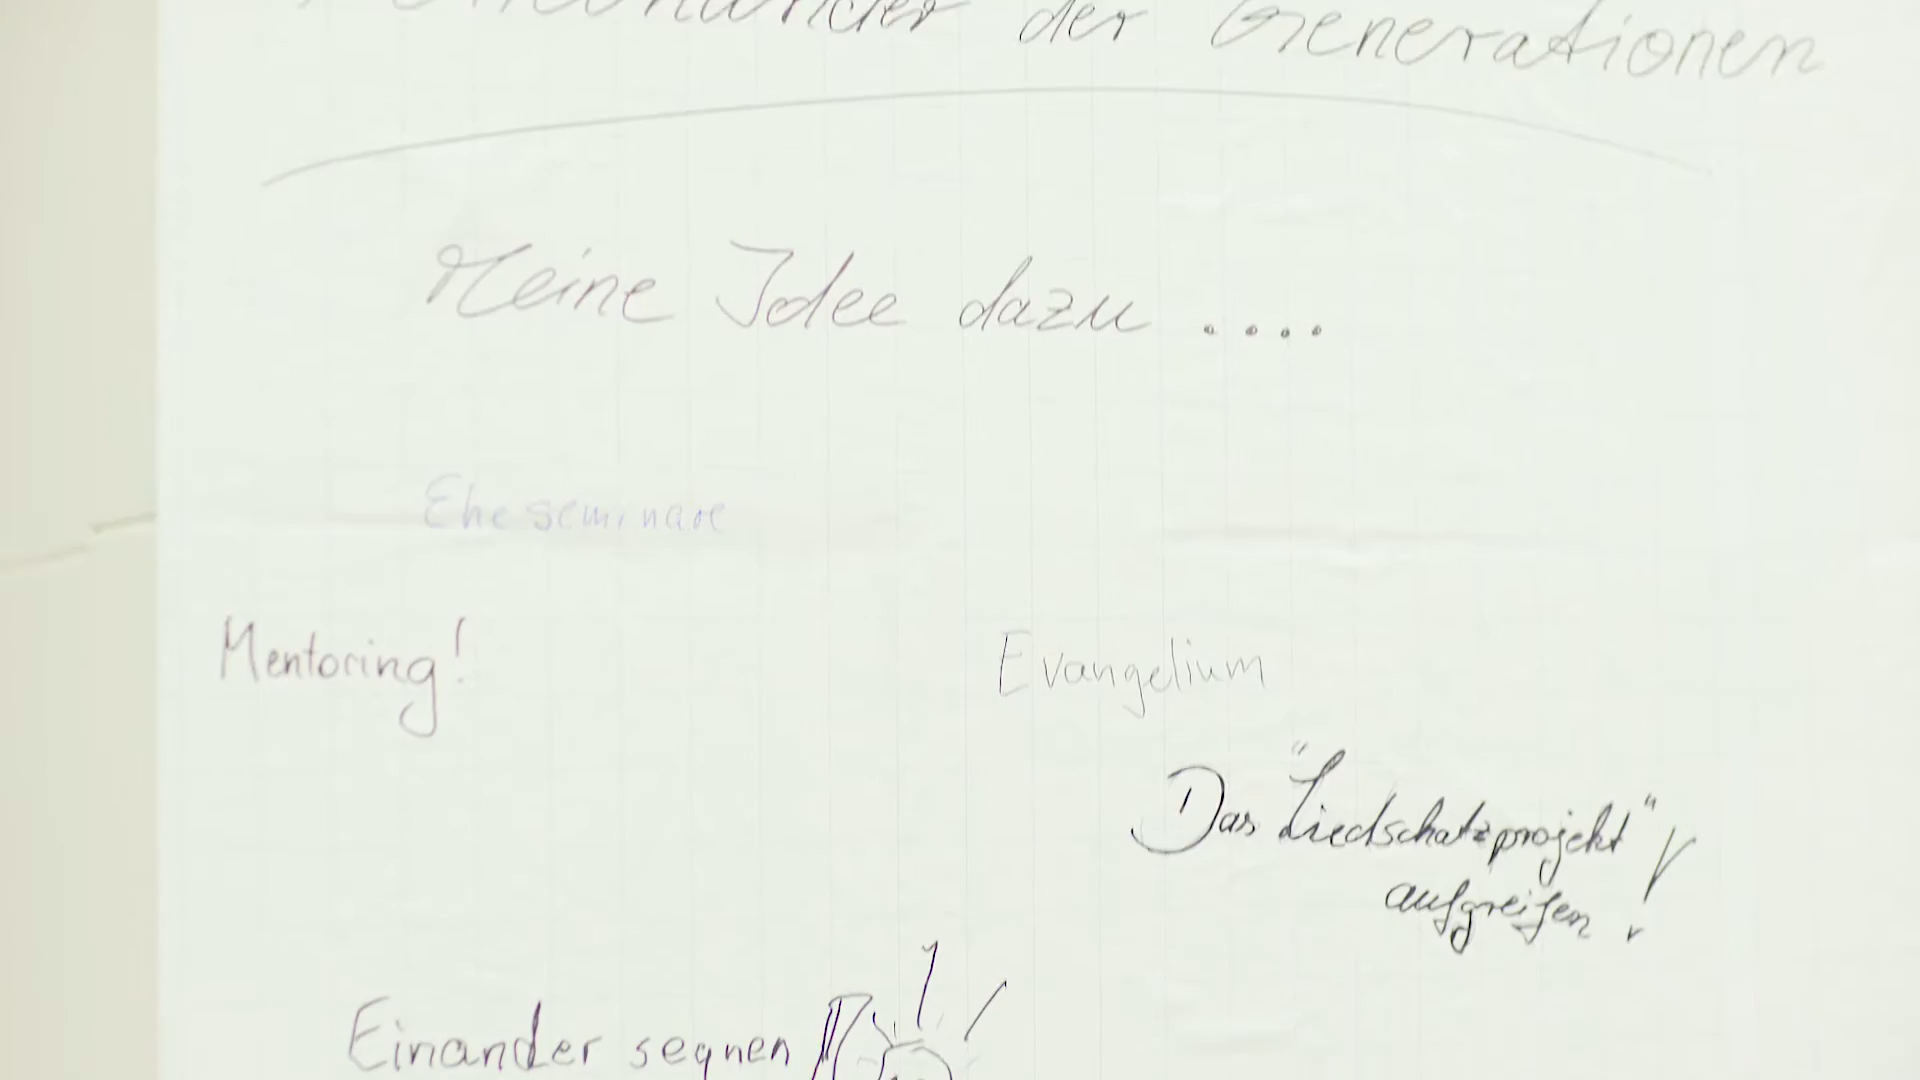 der Generationen
Meine Idee dazu ....
Eheseminare
Mentoring!
Evangelium
Das "Liedschatzprojekt"
aufgreifen!
Einander segnen